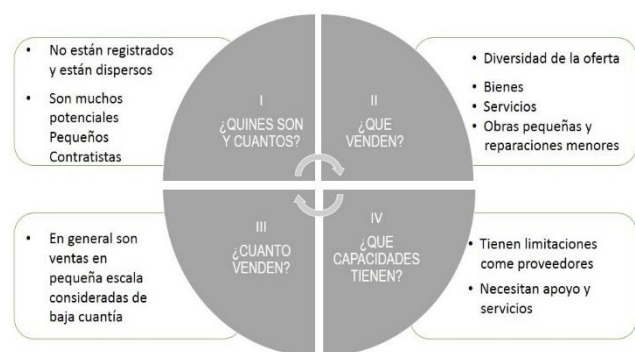 No están registrados
y están dispersos
Son muchos
potenciales
Pequeños
Contratistas
I
¿QUINES SON
Y CUANTOS?
II
¿QUE
VENDEN?
Diversidad de la oferta
Bienes
Servicios
Obras pequeñas y
reparaciones menores
En general son
ventas en
pequeña escala
consideradas de
baja cuantía
III
¿CUANTO
VENDEN?
IV
¿QUE
CAPACIDADES
TIENEN?
Tienen limitaciones
como proveedores
Necesitan apoyo y
servicios